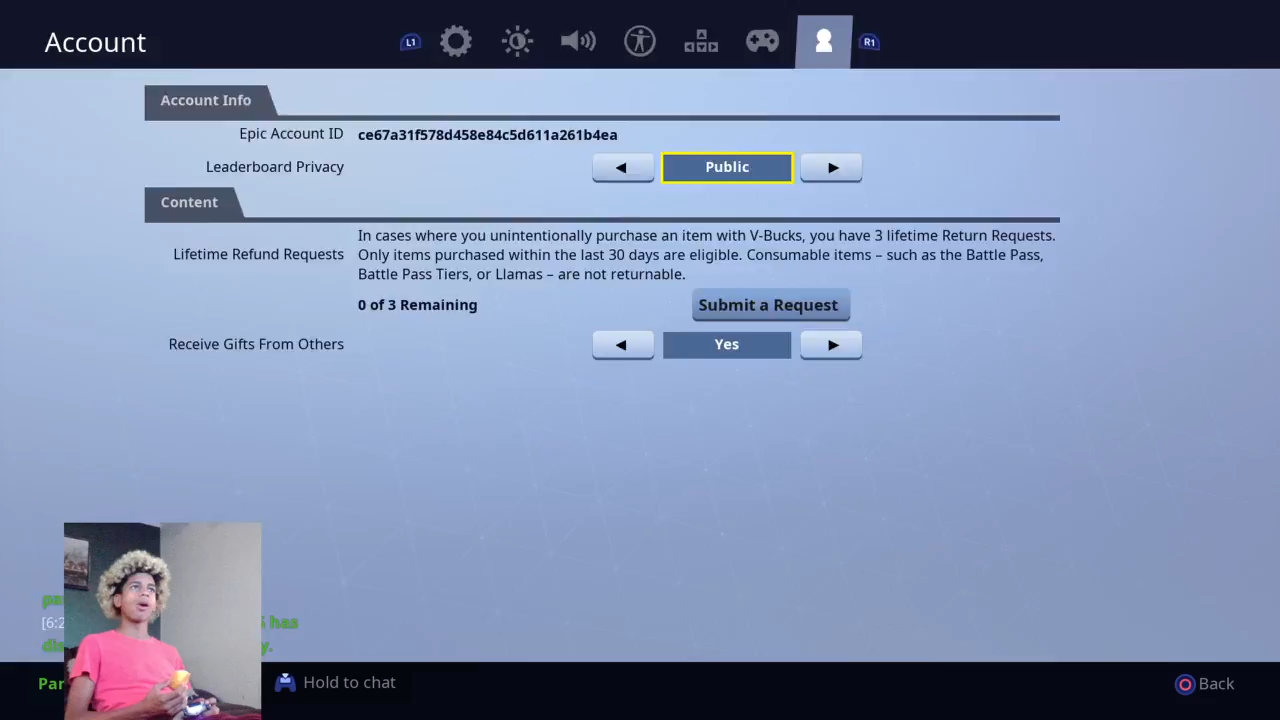 Account
L1
R1
Account Info
Epic Account ID ce67a31f578d458e84c5d611a261b4ea
Leaderboard Privacy Public
Content
Lifetime Refund Requests
In cases where you unintentionally purchase an item with V-Bucks, you have 3 lifetime Return Requests.
Only items purchased within the last 30 days are eligible. Consumable items – such as the Battle Pass,
Battle Pass Tiers, or Llamas – are not returnable.
0 of 3 Remaining Submit a Request
Receive Gifts From Others Yes
[6:2 has
Hold to chat
Back